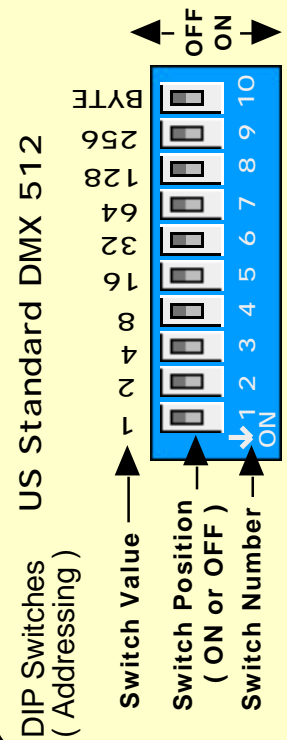 DIP Switches
( Addressing )
US Standard DMX 512
Switch Value
1 2 4 8 16 32 64 128 256 BYTE
Switch Position
( ON or OFF )
OFF
ON
Switch Number
1 2 3 4 5 6 7 8 9 10
ON